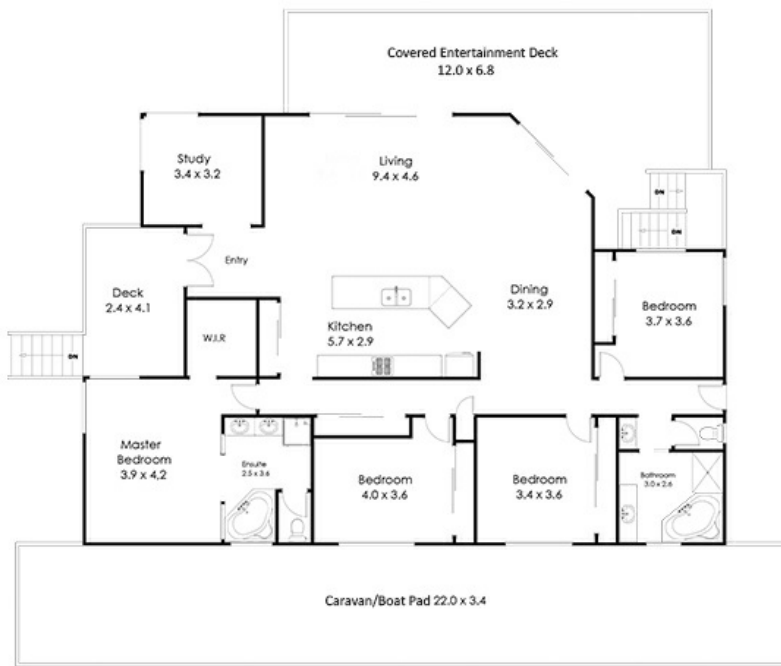 Covered Entertainment Deck
12.0 x 6.8
Study
3.4 x 3.2
Living
9.4 x 4.6
DN
DN
Entry
Deck
2.4 x 4.1
Dining
3.2 x 2.9
Bedroom
3.7 x 3.6
Kitchen
5.7 x 2.9
W.I.R
DN
Master
Bedroom
3.9 x 4.2
Ensuite
2.5 x 3.6
Bedroom
4.0 x 3.6
Bedroom
3.4 x 3.6
Bathroom
3.0 x 2.6
Caravan/Boat Pad 22.0 x 3.4